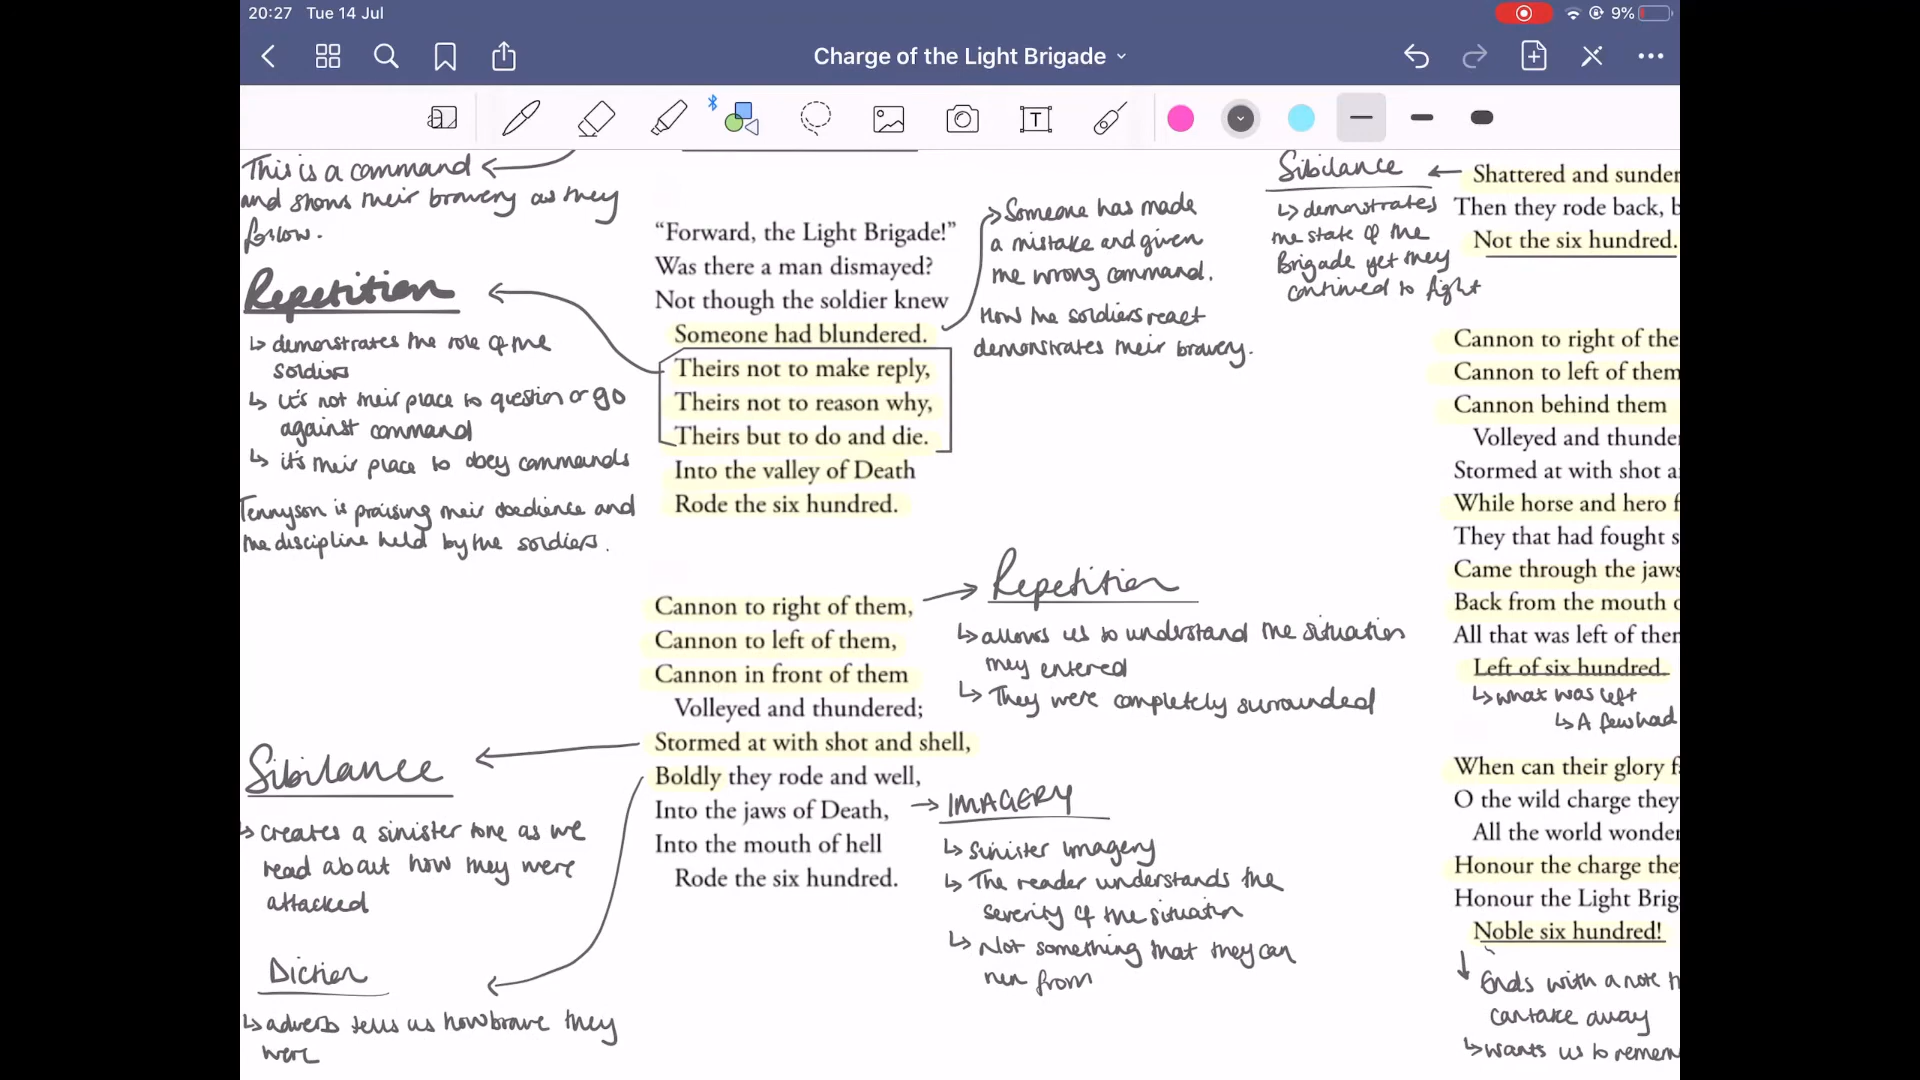 20:27 Tue 14 Jul
9%
Charge of the Light Brigade
T
This is a command
and shows their bravery as they
follow.
Repetition
↳ demonstrates the role of the
soldiers
↳ it's not their place to question or go
against command
↳ it's their place to obey commands
Tennyson is praising their obedience and
the discipline held by the soldiers.
Sibilance
↳ creates a sinister tone as we
read about how they were
attacked
Diction
↳ adverb tells us how brave they
were
“Forward, the Light Brigade!”
Was there a man dismayed?
Not though the soldier knew
Someone had blundered.
Theirs not to make reply,
Theirs not to reason why,
Theirs but to do and die.
Into the valley of Death
Rode the six hundred.
Cannon to right of them,
Cannon to left of them,
Cannon in front of them
Volleyed and thundered;
Stormed at with shot and shell,
Boldly they rode and well,
Into the jaws of Death,
Into the mouth of hell
Rode the six hundred.
Someone has made
a mistake and given
the wrong command.
How the soldiers react
demonstrates their bravery.
Repetition
↳ allows us to understand the situation
they entered
↳ They were completely surrounded
IMAGERY
↳ Sinister imagery
↳ The reader understands the
severity of the situation
↳ Not something that they can
run from
Sibilance
↳ demonstrates
the state of the
Brigade yet they
continued to fight
Shattered and sunder
Then they rode back, b
Not the six hundred.
Cannon to right of the
Cannon to left of them
Cannon behind them
Volleyed and thunder
Stormed at with shot a
While horse and hero f
They that had fought s
Came through the jaws
Back from the mouth o
All that was left of ther
Left of six hundred.
↳ what was left
↳ A few had
When can their glory f
O the wild charge they
All the world wonder
Honour the charge the
Honour the Light Brig
Noble six hundred!
Ends with a note
can take away
↳ wants us to remem